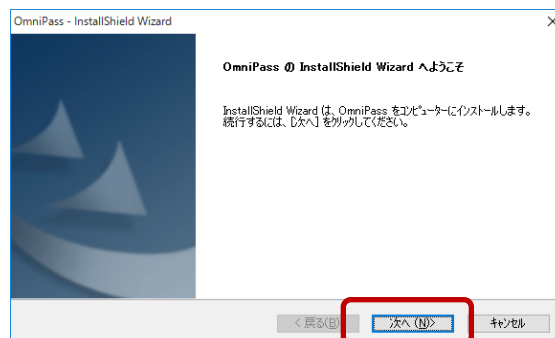 OmniPass - InstallShield Wizard
OmniPass の InstallShield Wizard へようこそ
InstallShield Wizard は、OmniPass をコンピューターにインストールします。
続行するには、[次へ] をクリックしてください。
< 戻る(B)
次へ (N)>
キャンセル